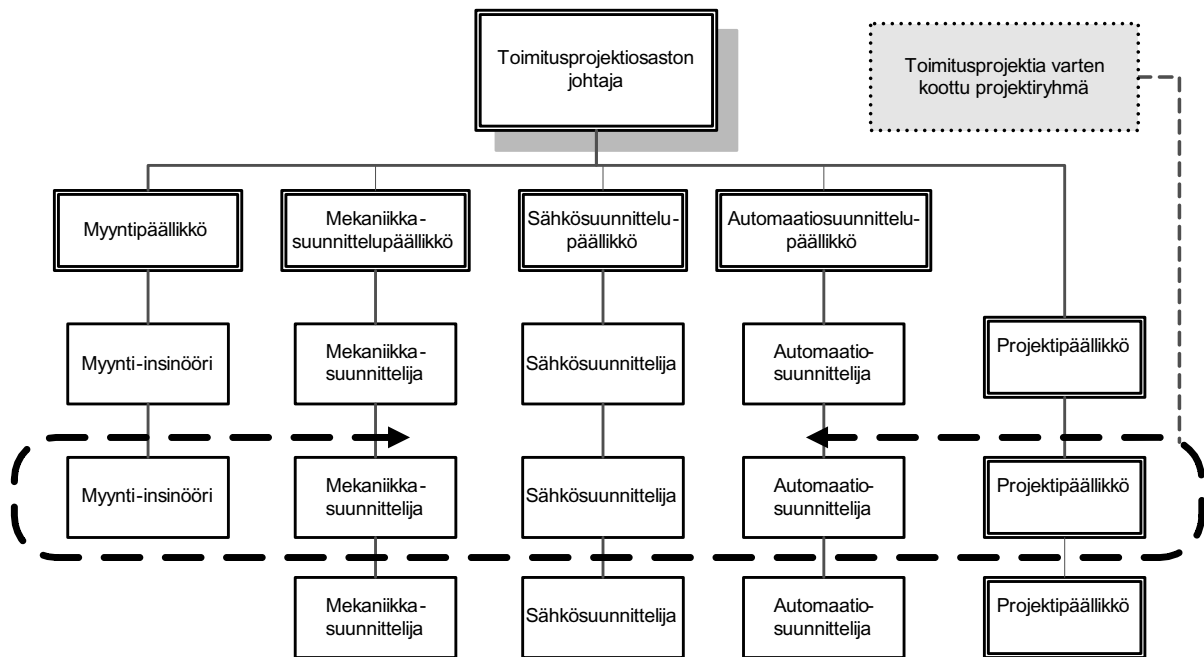 Toimitusprojektiosaston
johtaja
Toimitusprojektia varten
koottu projektiryhmä
Myyntipäällikkö
Mekaniikka-
suunnittelupäällikkö
Sähkösuunnittelu-
päällikkö
Automaatiosuunnittelu-
päällikkö
Myynti-insinööri
Mekaniikka-
suunnittelija
Sähkösuunnittelija
Automaatio-
suunnittelija
Projektipäällikkö
Myynti-insinööri
Mekaniikka-
suunnittelija
Sähkösuunnittelija
Automaatio-
suunnittelija
Projektipäällikkö
Mekaniikka-
suunnittelija
Sähkösuunnittelija
Automaatio-
suunnittelija
Projektipäällikkö